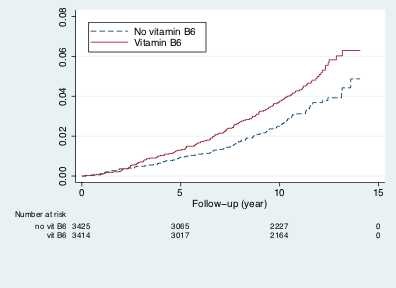 0.08
No vitamin B6
Vitamin B6
0.06
0.04
0.02
0.00
0 5 10 15
Follow-up (year)
Number at risk
no vit B6 3425 3065 2227 0
vit B6 3414 3017 2164 0